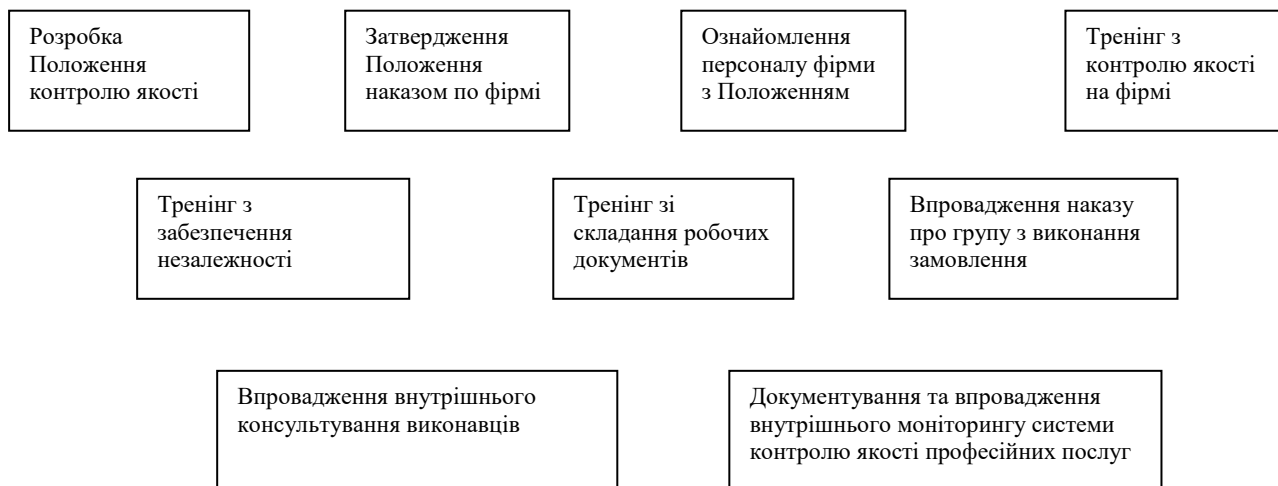 Розробка
Положення
контролю якості
Затвердження
Положення
наказом по фірмі
Ознайомлення
персоналу фірми
з Положенням
Тренінг з
контролю якості
на фірмі
Тренінг з
забезпечення
незалежності
Тренінг зі
складання робочих
документів
Впровадження наказу
про групу з виконання
замовлення
Впровадження внутрішнього
консультування виконавців
Документування та впровадження
внутрішнього моніторингу системи
контролю якості професійних послуг